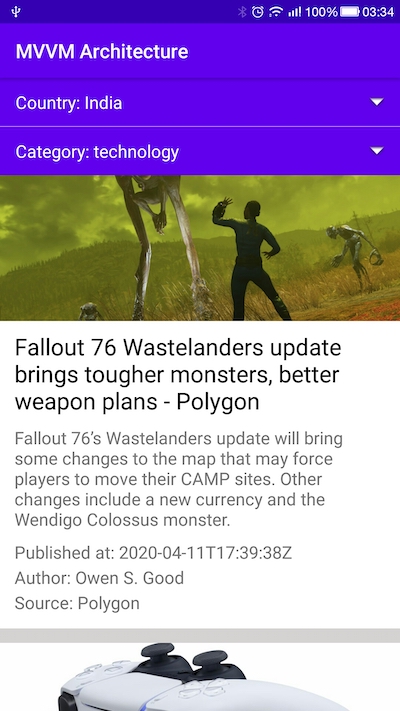 100% 03:34
MVVM Architecture
Country: India
Category: technology
Fallout 76 Wastelanders update
brings tougher monsters, better
weapon plans - Polygon
Fallout 76’s Wastelanders update will bring
some changes to the map that may force
players to move their CAMP sites. Other
changes include a new currency and the
Wendigo Colossus monster.
Published at: 2020-04-11T17:39:38Z
Author: Owen S. Good
Source: Polygon